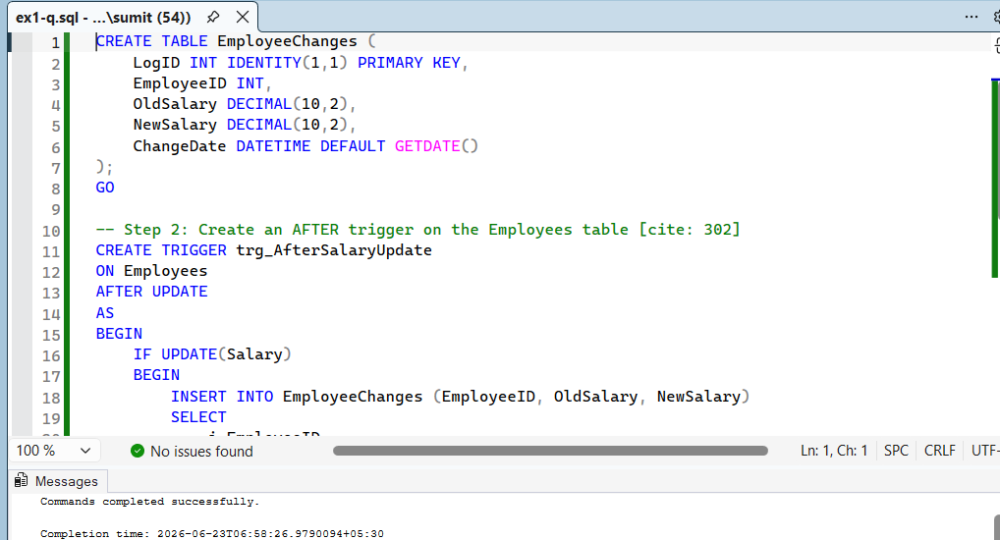 ex1-q.sql - ...\sumit (54))
1 CREATE TABLE EmployeeChanges (
2 LogID INT IDENTITY(1,1) PRIMARY KEY,
3 EmployeeID INT,
4 OldSalary DECIMAL(10,2),
5 NewSalary DECIMAL(10,2),
6 ChangeDate DATETIME DEFAULT GETDATE()
7 );
8 GO
9
10 -- Step 2: Create an AFTER trigger on the Employees table [cite: 302]
11 CREATE TRIGGER trg_AfterSalaryUpdate
12 ON Employees
13 AFTER UPDATE
14 AS
15 BEGIN
16 IF UPDATE(Salary)
17 BEGIN
18 INSERT INTO EmployeeChanges (EmployeeID, OldSalary, NewSalary)
19 SELECT
100 % No issues found Ln: 1, Ch: 1 SPC CRLF UTF-
Messages
Commands completed successfully.
Completion time: 2026-06-23T06:58:26.9790094+05:30